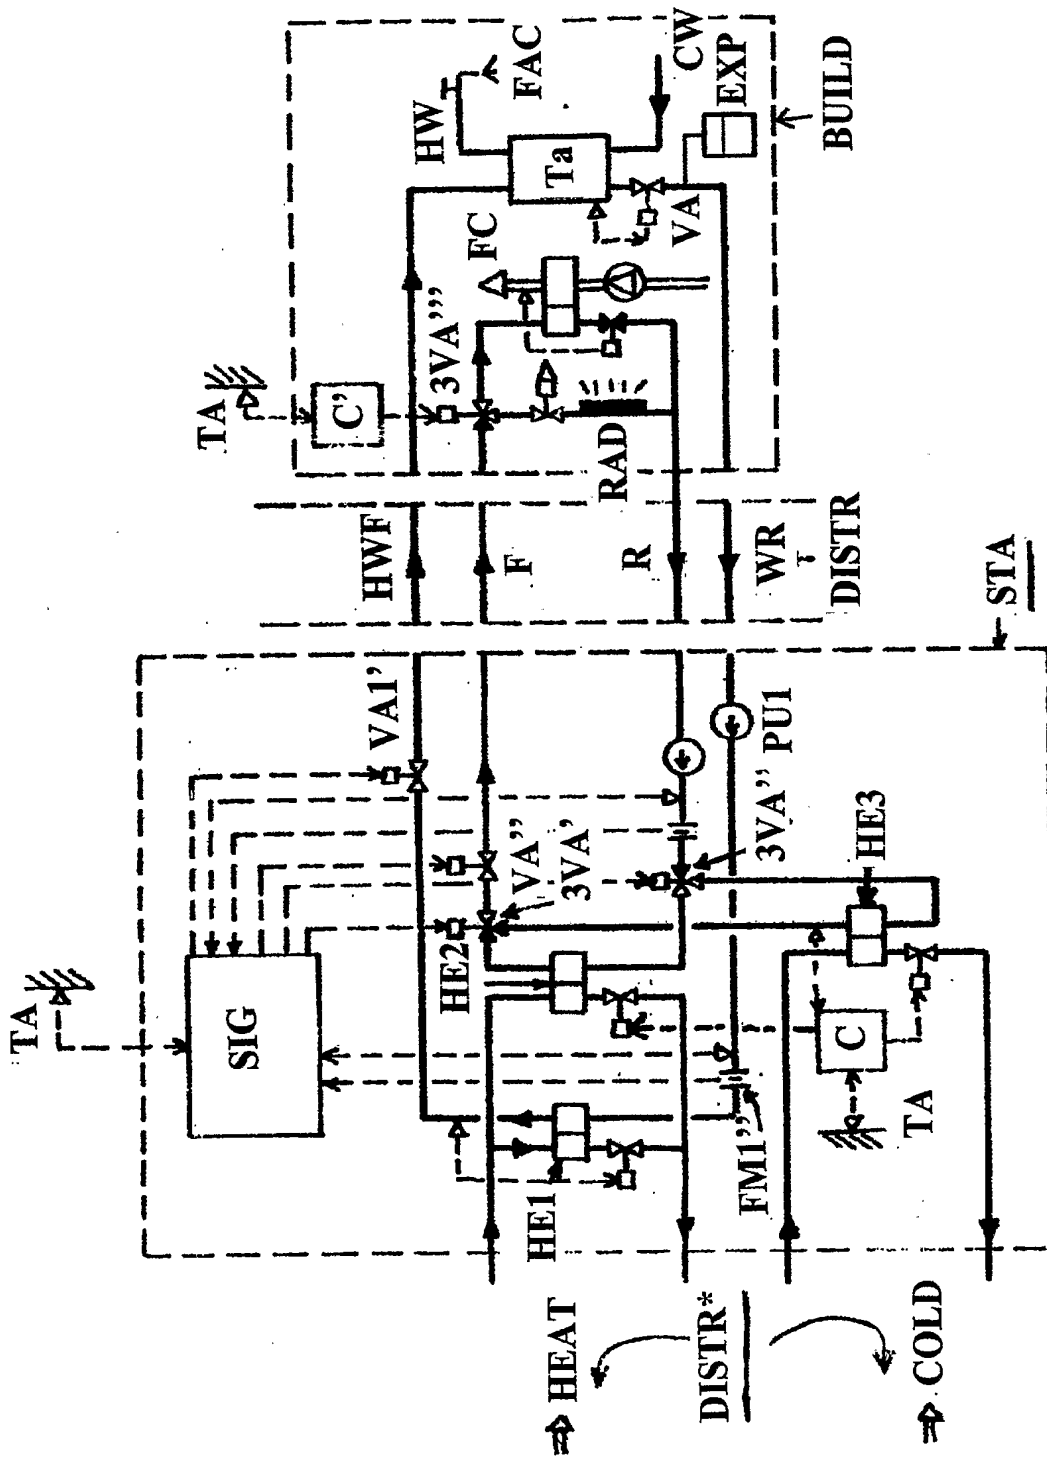 TA
SIG
VA1'
HE2
VA''
3VA'
3VA''
PU1
HE3
HE1
FM1''
C
TA
STA
HEAT
DISTR*
COLD
HWF
F
R
WR
DISTR
TA
C'
3VA'''
FC
RAD
HW
FAC
Ta
VA
CW
EXP
BUILD